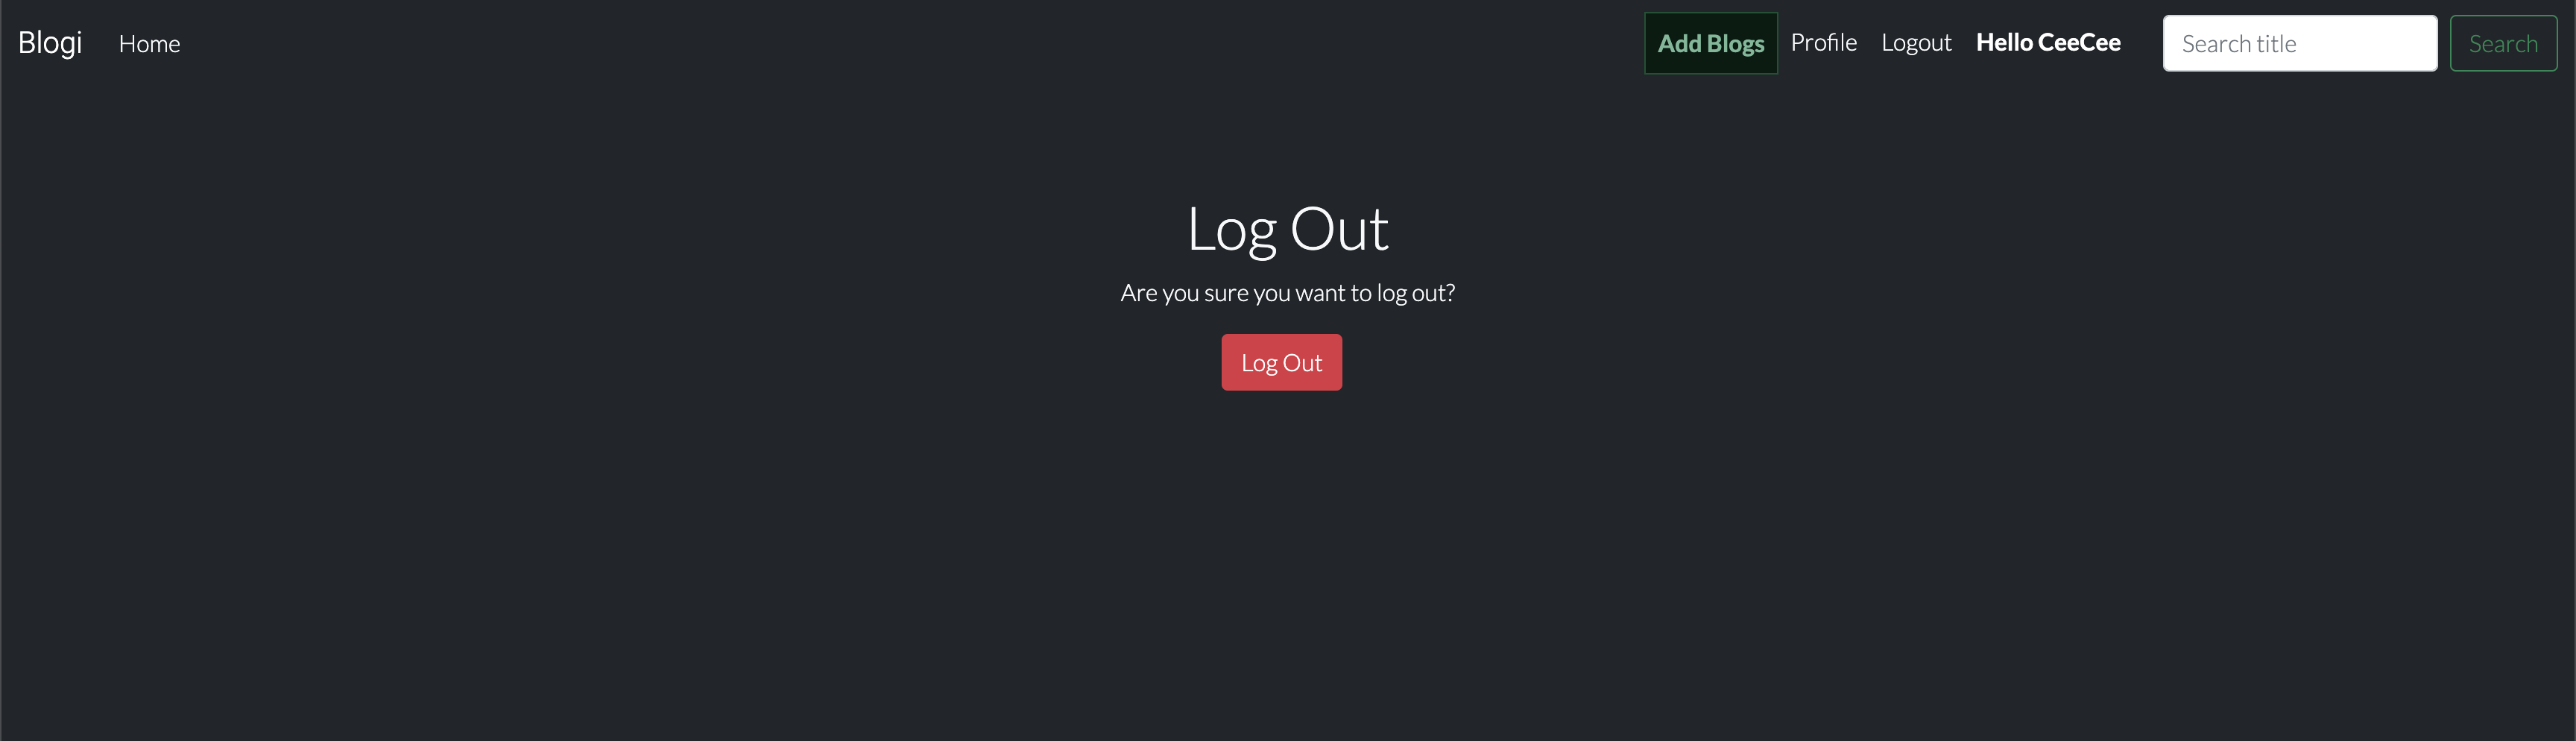 Blogi Home Add Blogs Profile Logout Hello CeeCee Search title Search
Log Out
Are you sure you want to log out?
Log Out